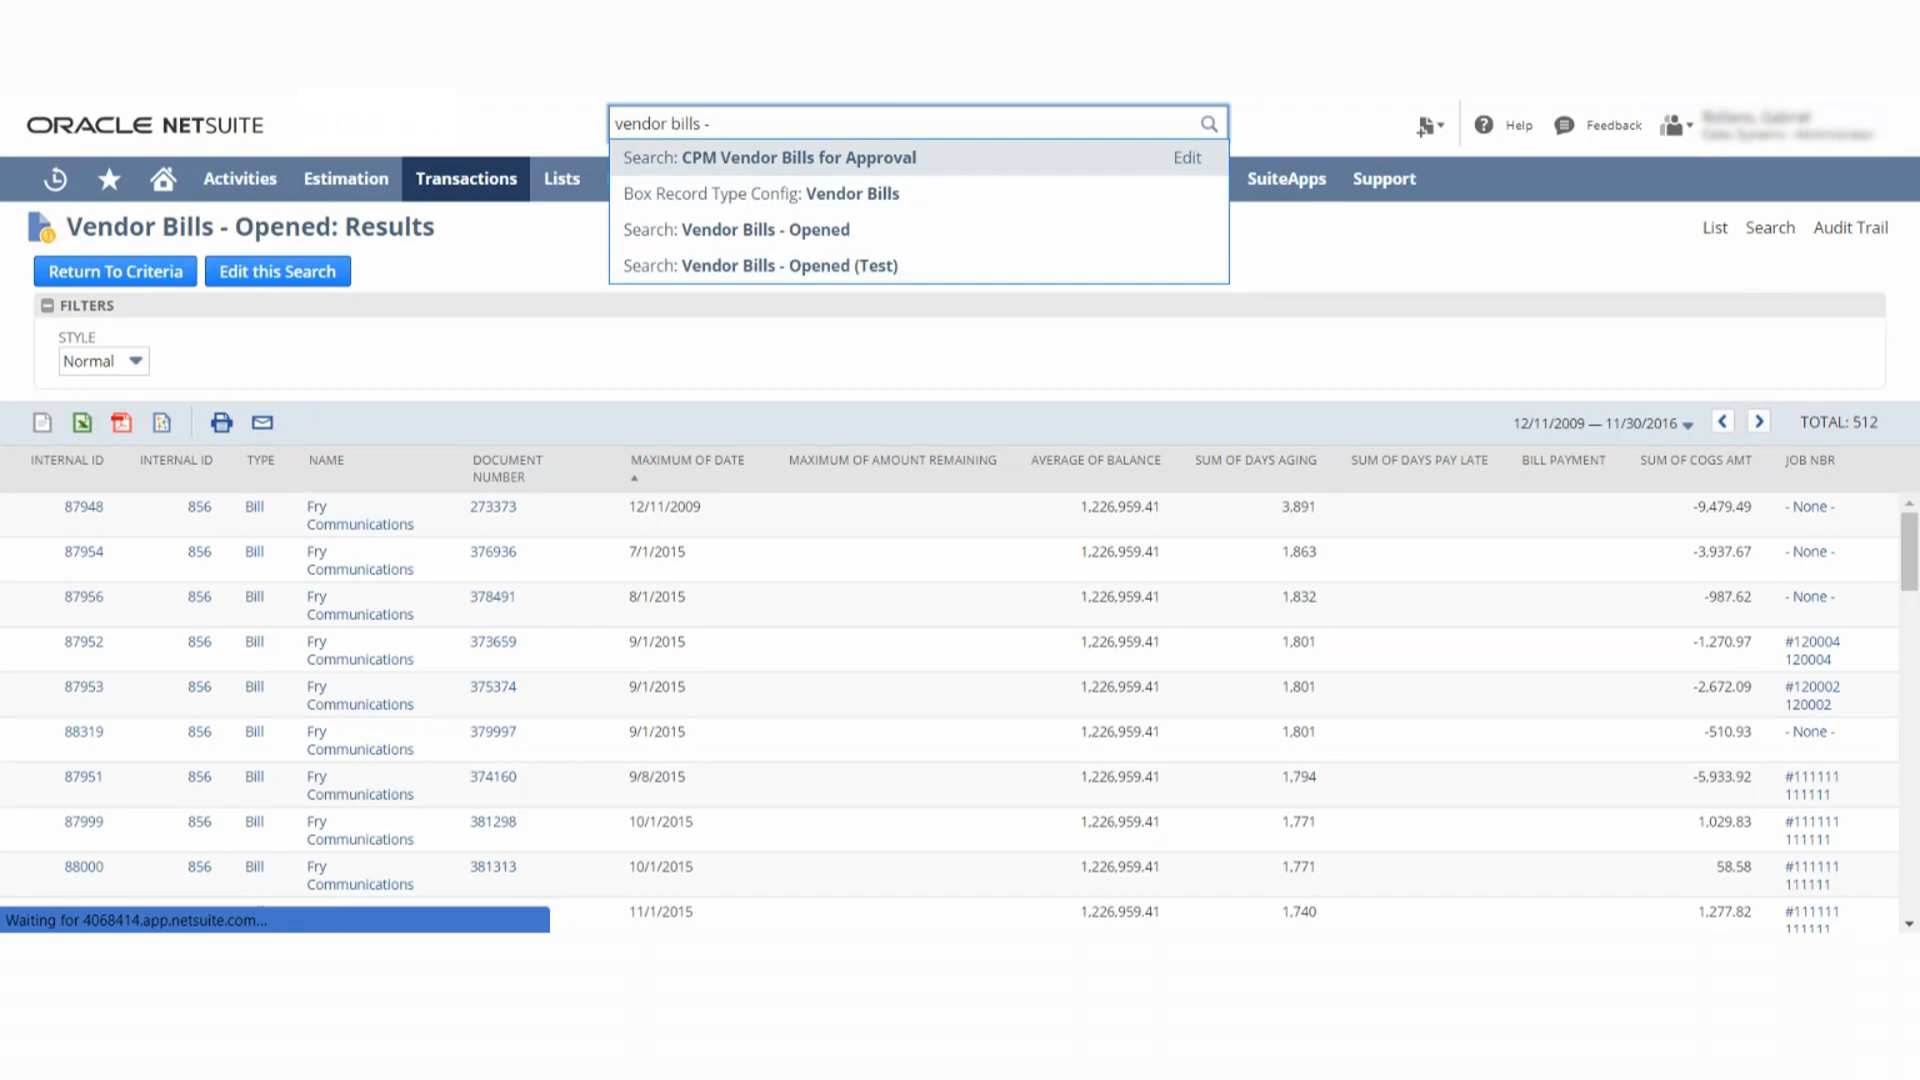 ORACLE NETSUITE
vendor bills -
Help
Feedback
Search: CPM Vendor Bills for Approval Edit
Box Record Type Config: Vendor Bills
Search: Vendor Bills - Opened
Search: Vendor Bills - Opened (Test)
Activities Estimation Transactions Lists SuiteApps Support
Vendor Bills - Opened: Results
List Search Audit Trail
Return To Criteria Edit this Search
FILTERS
STYLE
Normal
12/11/2009 — 11/30/2016 TOTAL: 512
INTERNAL ID INTERNAL ID TYPE NAME DOCUMENT MAXIMUM OF DATE MAXIMUM OF AMOUNT REMAINING AVERAGE OF BALANCE SUM OF DAYS AGING SUM OF DAYS PAY LATE BILL PAYMENT SUM OF COGS AMT JOB NBR
NUMBER
87948 856 Bill Fry 273373 12/11/2009 1,226,959.41 3,891 -9,479.49 - None -
Communications
87954 856 Bill Fry 376936 7/1/2015 1,226,959.41 1,863 -3,937.67 - None -
Communications
87956 856 Bill Fry 378491 8/1/2015 1,226,959.41 1,832 -987.62 - None -
Communications
87952 856 Bill Fry 373659 9/1/2015 1,226,959.41 1,801 -1,270.97 #120004
Communications 120004
87953 856 Bill Fry 375374 9/1/2015 1,226,959.41 1,801 -2,672.09 #120002
Communications 120002
88319 856 Bill Fry 379997 9/1/2015 1,226,959.41 1,801 -510.93 - None -
Communications
87951 856 Bill Fry 374160 9/8/2015 1,226,959.41 1,794 -5,933.92 #111111
Communications 111111
87999 856 Bill Fry 381298 10/1/2015 1,226,959.41 1,771 1,029.83 #111111
Communications 111111
88000 856 Bill Fry 381313 10/1/2015 1,226,959.41 1,771 58.58 #111111
Communications 111111
11/1/2015 1,226,959.41 1,740 1,277.82 #111111
111111
Waiting for 4068414.app.netsuite.com...